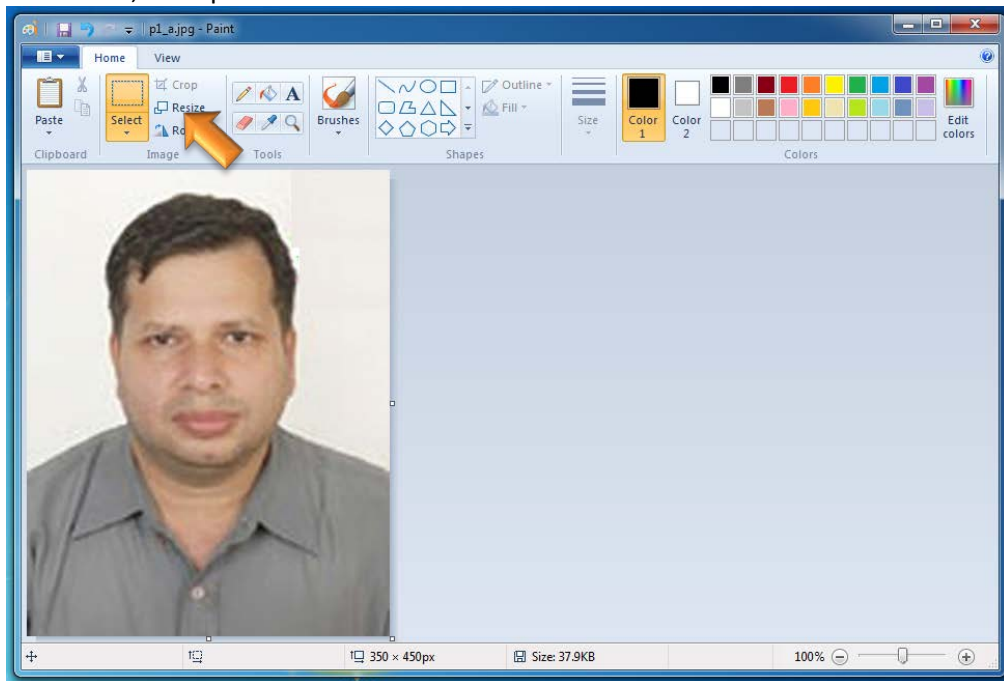 p1_a.jpg - Paint
Home View
Crop
Resize
Paste Select Brushes Outline Fill Size Color 1 Color 2 Edit colors
Clipboard Image Tools Shapes Colors
350 × 450px Size: 37.9KB 100%